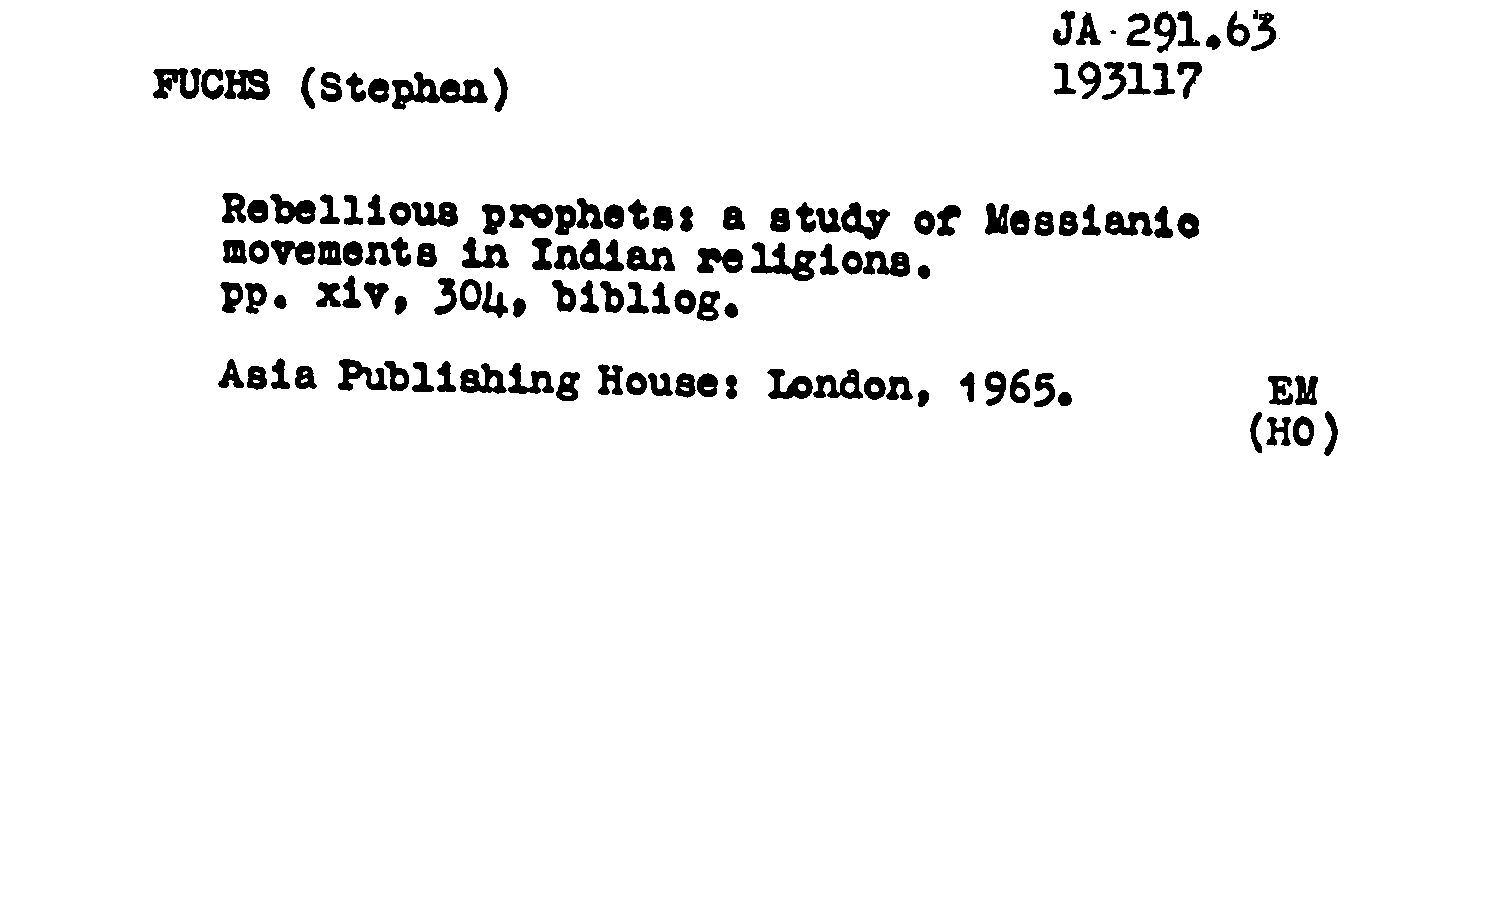 JA 291.63
FUCHS (Stephen)
193117
Rebellious prophets: a study of Messianic
movements in Indian religions.
pp. xiv, 304, bibliog.
Asia Publishing House: London, 1965.
EM
(HO)